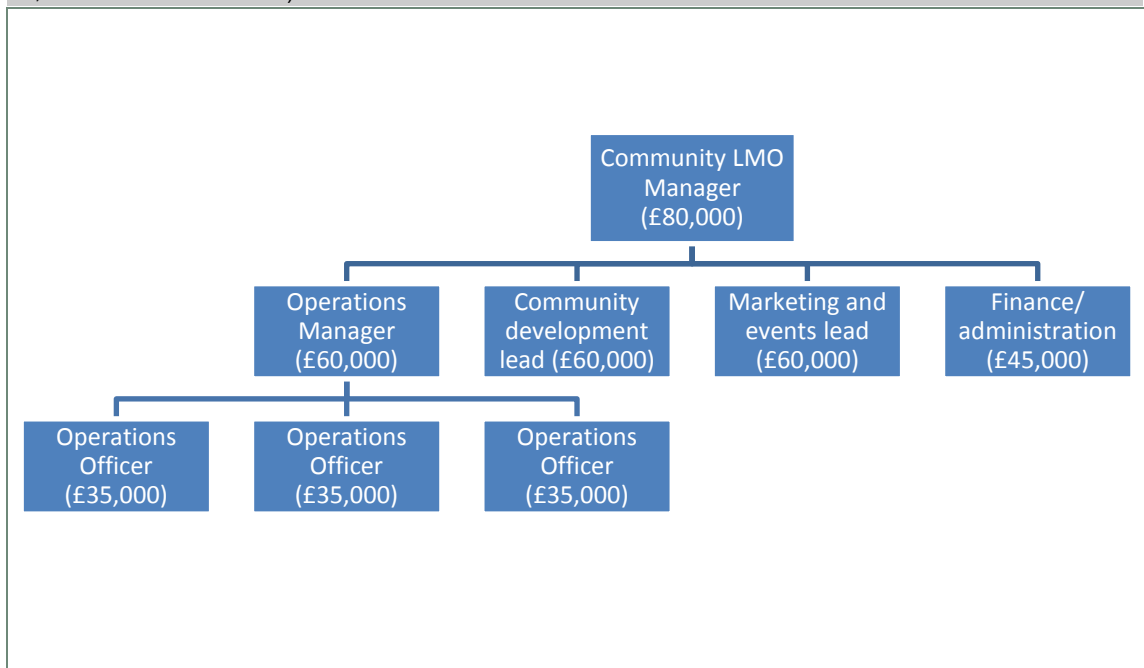 Community LMO
Manager
(£80,000)
Operations
Manager
(£60,000)
Community
development
lead (£60,000)
Marketing and
events lead
(£60,000)
Finance/
administration
(£45,000)
Operations
Officer
(£35,000)
Operations
Officer
(£35,000)
Operations
Officer
(£35,000)